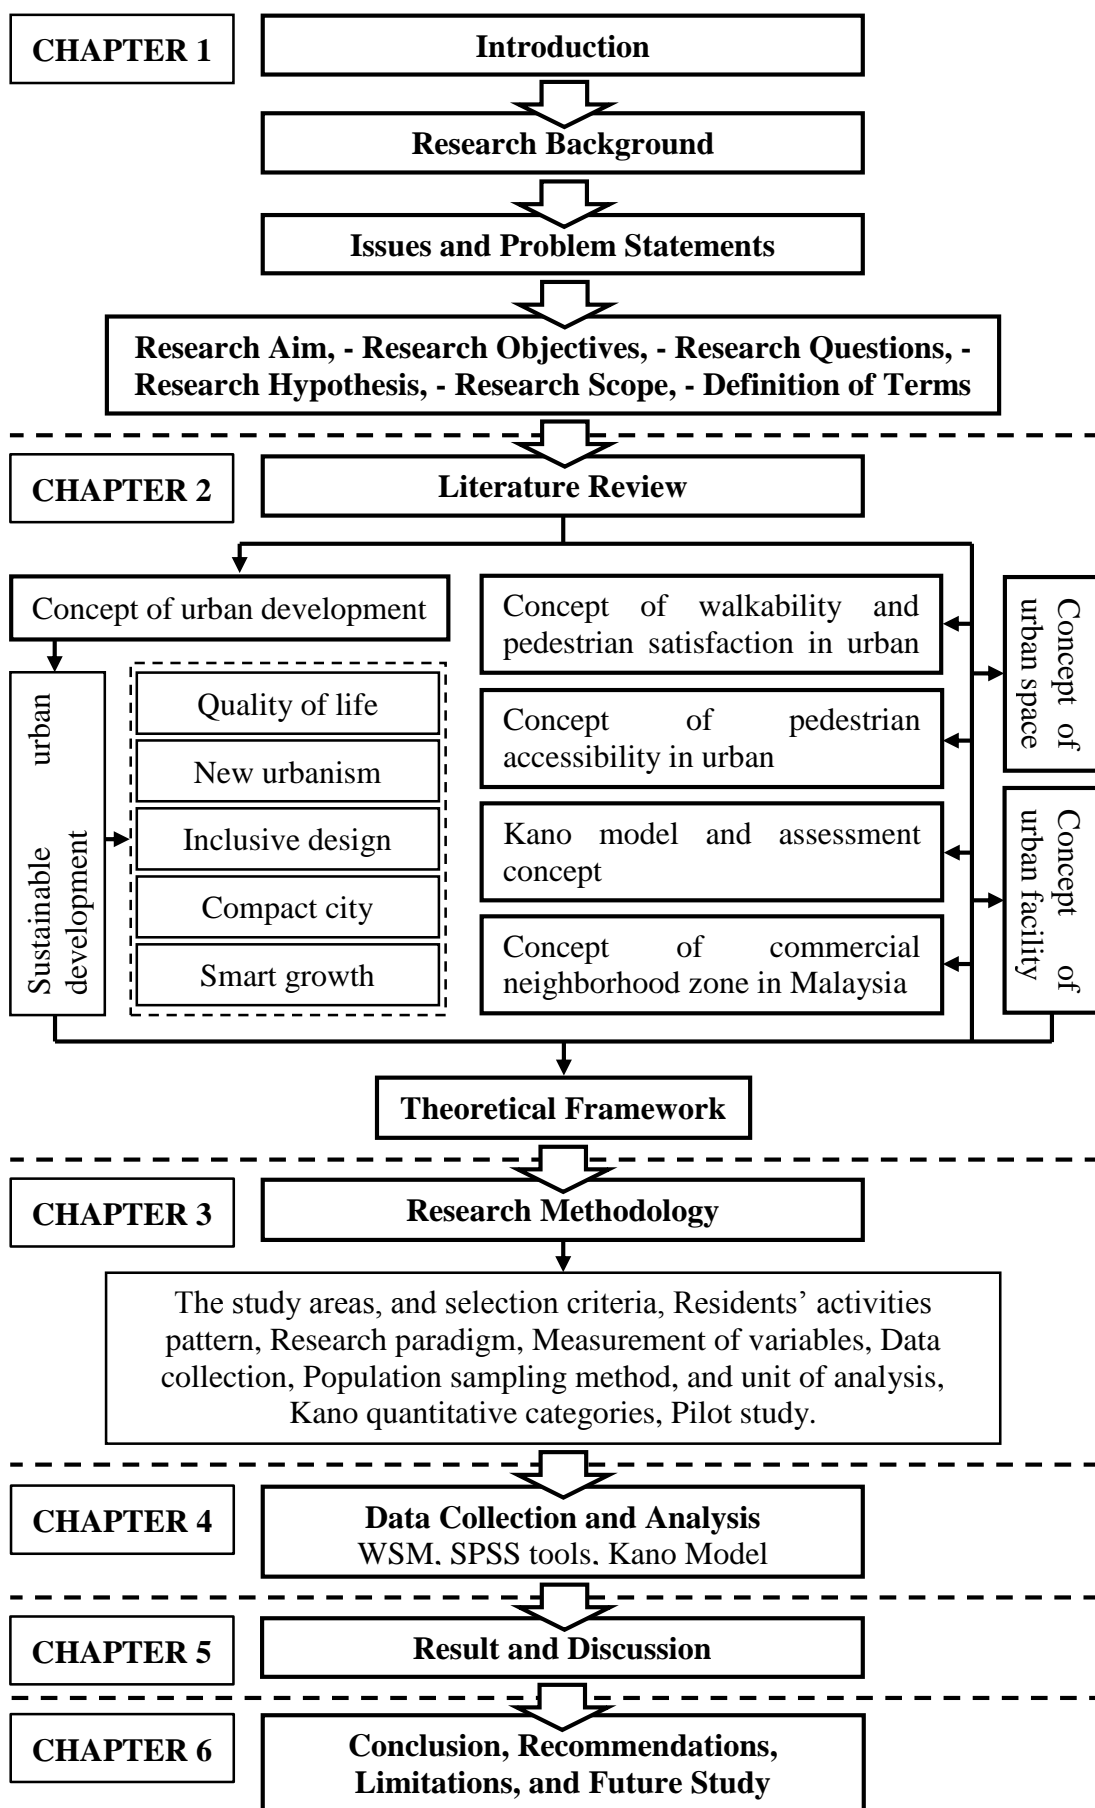 CHAPTER 1
Introduction
Research Background
Issues and Problem Statements
Research Aim, - Research Objectives, - Research Questions, -
Research Hypothesis, - Research Scope, - Definition of Terms
CHAPTER 2
Literature Review
Concept of urban development
Sustainable urban
development
Quality of life
New urbanism
Inclusive design
Compact city
Smart growth
Concept of walkability and
pedestrian satisfaction in urban
Concept of pedestrian
accessibility in urban
Kano model and assessment
concept
Concept of commercial
neighborhood zone in Malaysia
Concept of
urban space
Concept of
urban facility
Theoretical Framework
CHAPTER 3
Research Methodology
The study areas, and selection criteria, Residents’ activities
pattern, Research paradigm, Measurement of variables, Data
collection, Population sampling method, and unit of analysis,
Kano quantitative categories, Pilot study.
CHAPTER 4
Data Collection and Analysis
WSM, SPSS tools, Kano Model
CHAPTER 5
Result and Discussion
CHAPTER 6
Conclusion, Recommendations,
Limitations, and Future Study